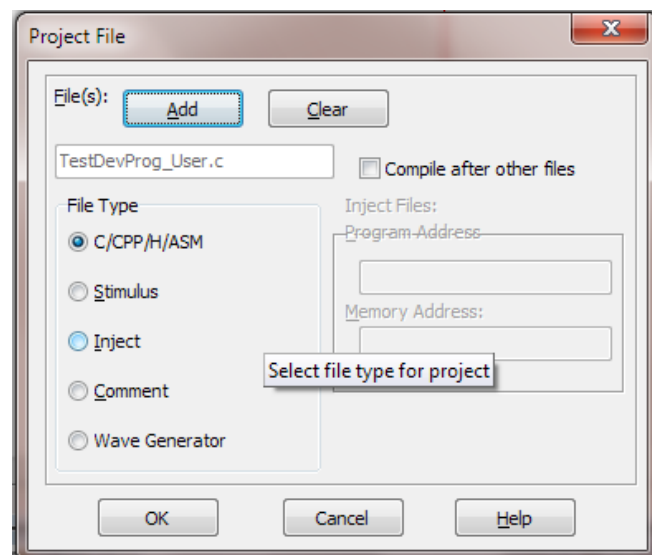 Project File
File(s): Add Clear
TestDevProg_User.c
Compile after other files
File Type
C/CPP/H/ASM
Stimulus
Inject
Comment
Wave Generator
Inject Files:
Program Address
Memory Address:
Select file type for project
OK Cancel Help